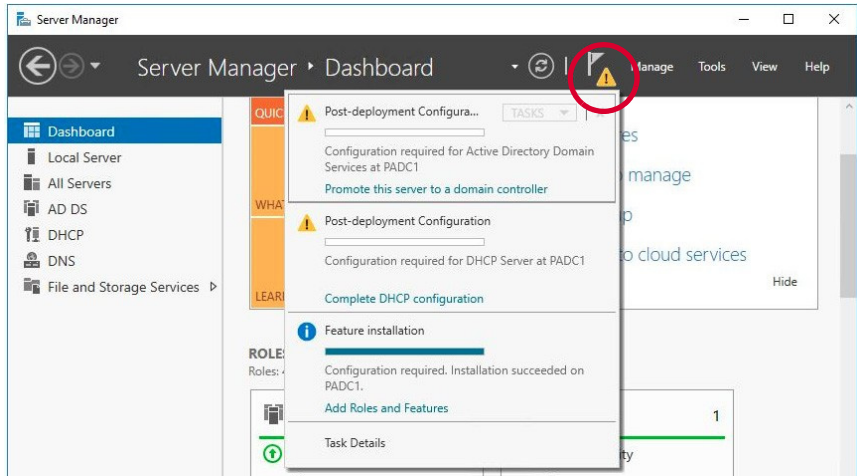 Server Manager
Server Manager • Dashboard
Manage Tools View Help
Dashboard
Local Server
All Servers
AD DS
DHCP
DNS
File and Storage Services
QUIC
WHA
LEAR
Post-deployment Configura...
TASKS
Configuration required for Active Directory Domain
Services at PADC1
Promote this server to a domain controller
Post-deployment Configuration
Configuration required for DHCP Server at PADC1
Complete DHCP configuration
Feature installation
Configuration required. Installation succeeded on
PADC1.
Add Roles and Features
Task Details
es
manage
p
to cloud services
Hide
ROLE
Roles:
1
ity